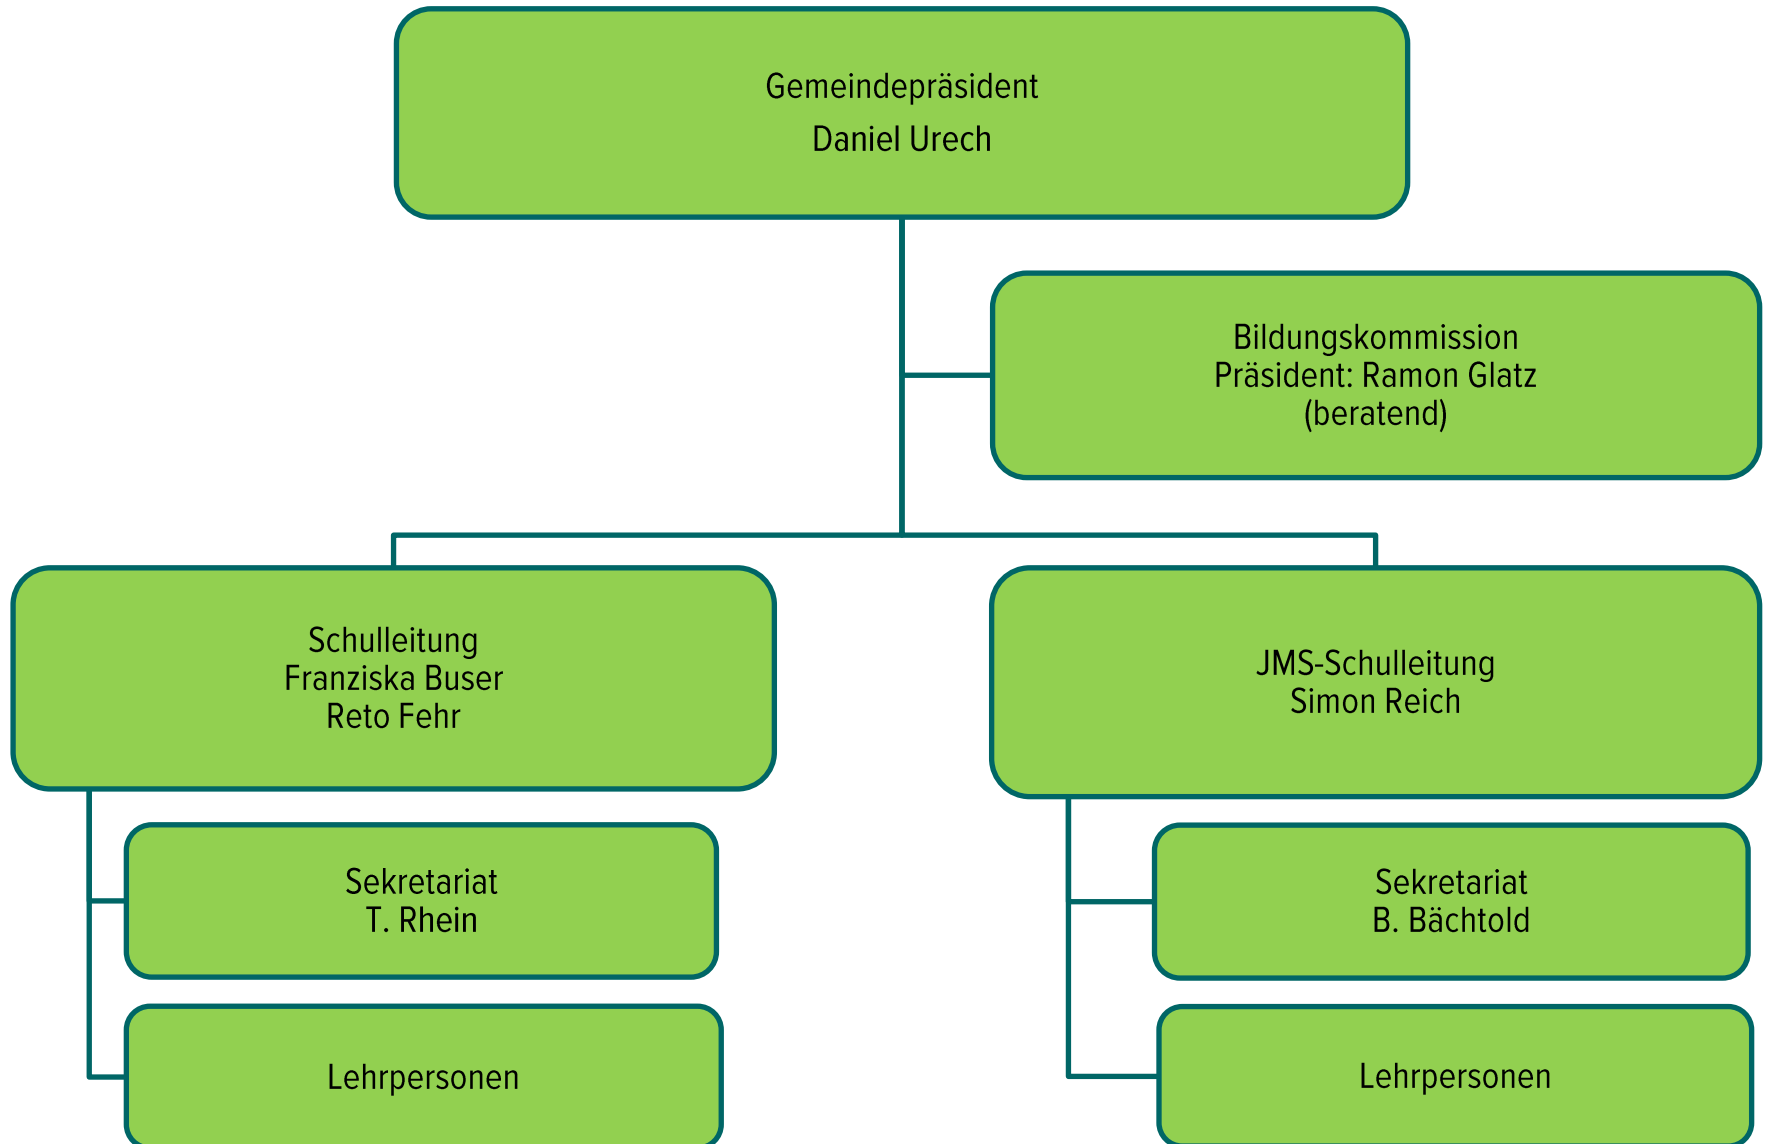 Gemeindepräsident
Daniel Urech
Bildungskommission
Präsident: Ramon Glatz
(beratend)
Schulleitung
Franziska Buser
Reto Fehr
JMS-Schulleitung
Simon Reich
Sekretariat
T. Rhein
Sekretariat
B. Bächtold
Lehrpersonen
Lehrpersonen